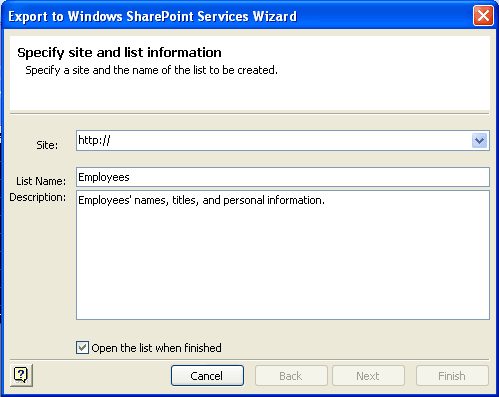 Export to Windows SharePoint Services Wizard
Specify site and list information
Specify a site and the name of the list to be created.
Site: http://
List Name: Employees
Description: Employees' names, titles, and personal information.
Open the list when finished
? Cancel Back Next Finish